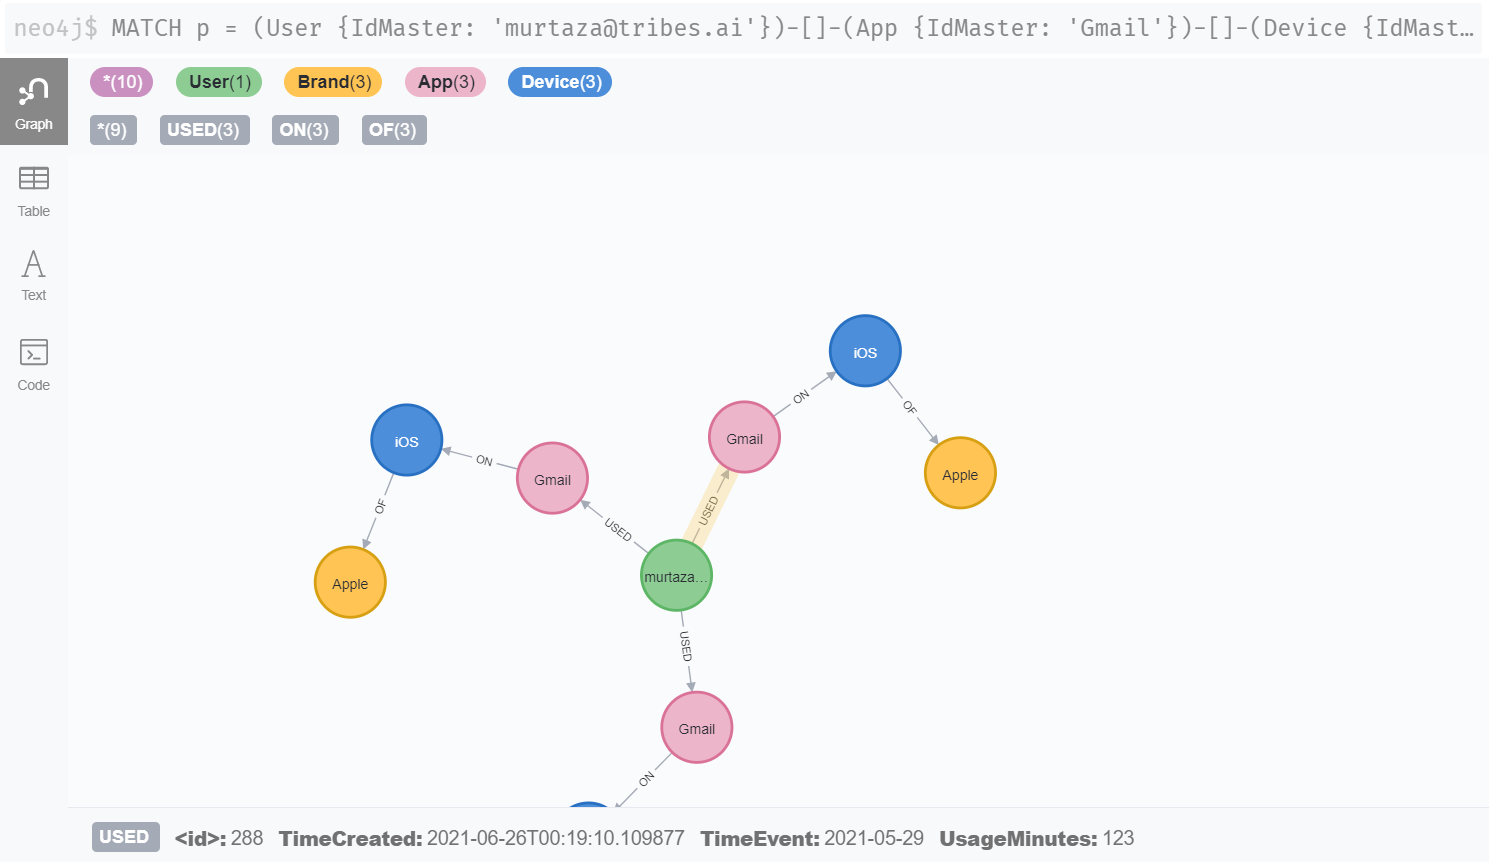 neo4j$ MATCH p = (User {IdMaster: 'murtaza@tribes.ai'})-[]-(App {IdMaster: 'Gmail'})-[]-(Device {IdMast…
*(10) User(1) Brand(3) App(3) Device(3)
*(9) USED(3) ON(3) OF(3)
Graph
Table
Text
Code
iOS
ON
Gmail
OF
Apple
iOS
ON
Gmail
USED
USED
OF
Apple
murtaza…
USED
Gmail
ON
USED <id>: 288 TimeCreated: 2021-06-26T00:19:10.109877 TimeEvent: 2021-05-29 UsageMinutes: 123